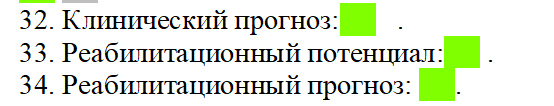 32. Клинический прогноз: .
33. Реабилитационный потенциал: .
34. Реабилитационный прогноз: .